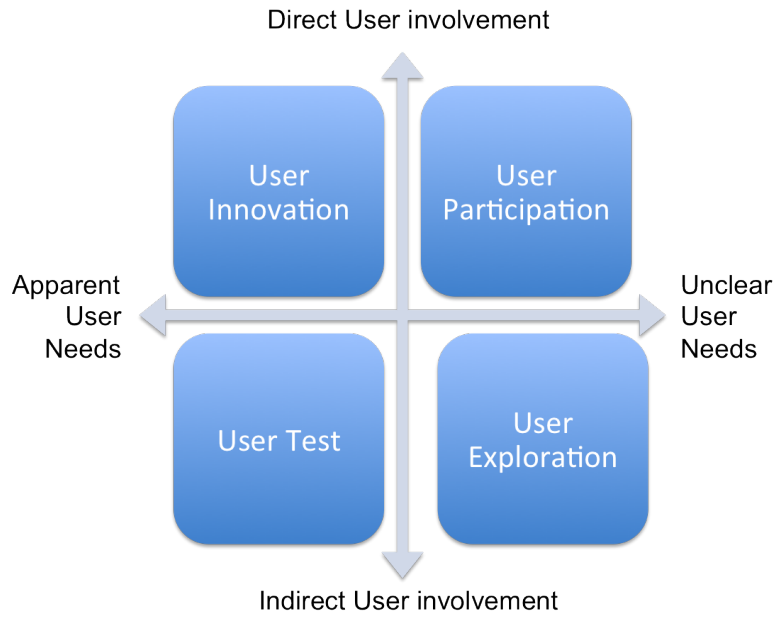 Direct User involvement
User
Innovation
User
Participation
Apparent
User
Needs
Unclear
User
Needs
User Test
User
Exploration
Indirect User involvement